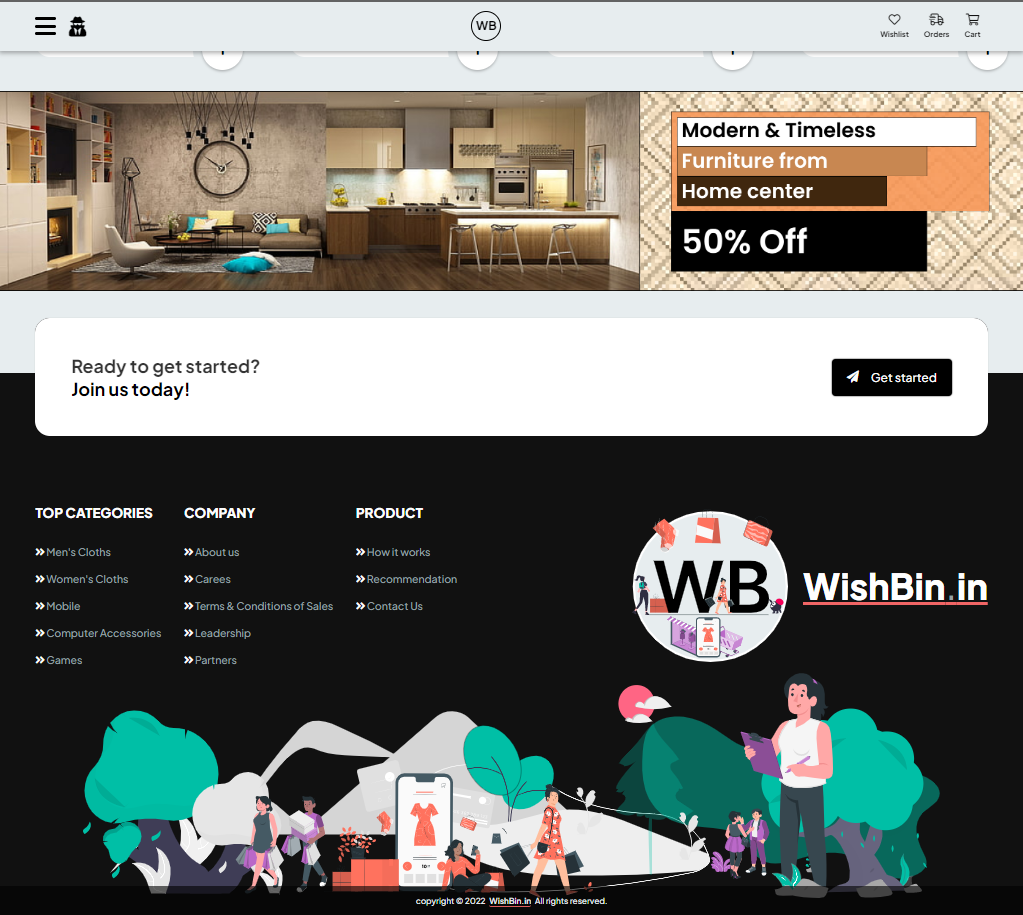 WB
Wishlist
Orders
Cart
Modern & Timeless
Furniture from
Home center
50% Off
Ready to get started?
Join us today!
Get started
TOP CATEGORIES
Men's Cloths
Women's Cloths
Mobile
Computer Accessories
Games
COMPANY
About us
Carees
Terms & Conditions of Sales
Leadership
Partners
PRODUCT
How it works
Recommendation
Contact Us
WB
WishBin.in
copyright © 2022 WishBin.in All rights reserved.